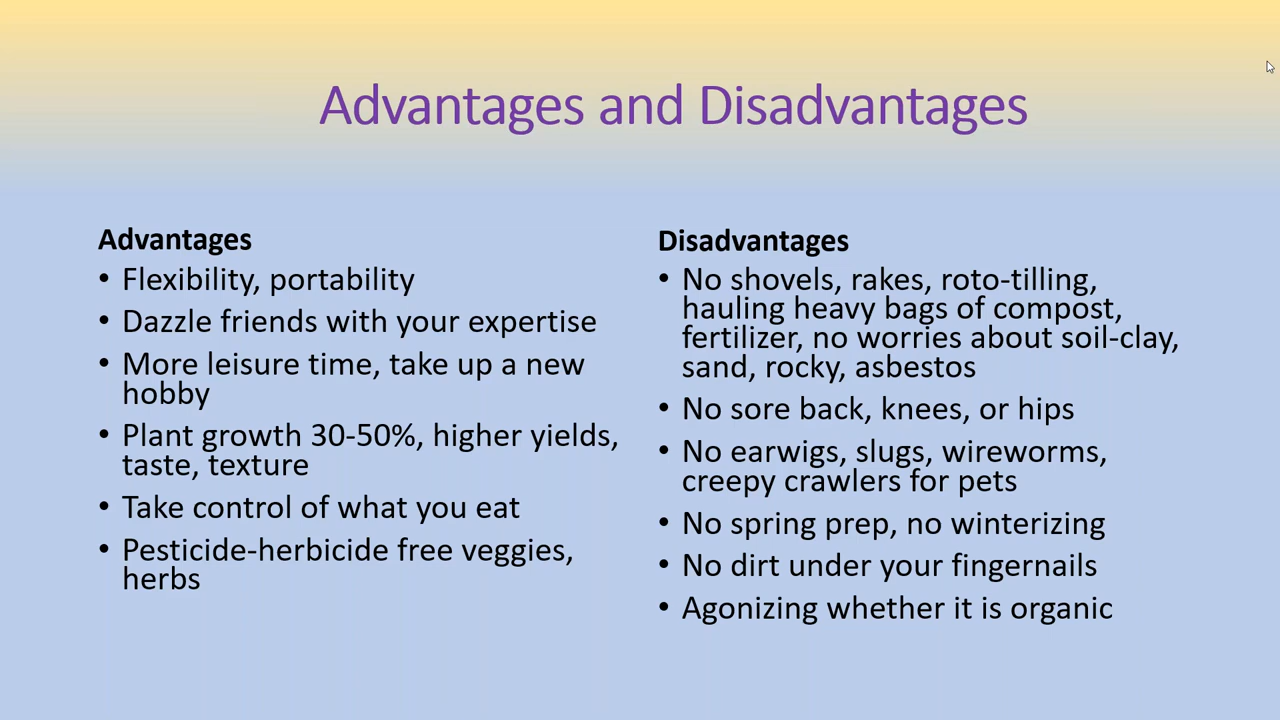 Advantages and Disadvantages
Advantages
• Flexibility, portability
• Dazzle friends with your expertise
• More leisure time, take up a new
hobby
• Plant growth 30-50%, higher yields,
taste, texture
• Take control of what you eat
• Pesticide-herbicide free veggies,
herbs
Disadvantages
• No shovels, rakes, roto-tilling,
hauling heavy bags of compost,
fertilizer, no worries about soil-clay,
sand, rocky, asbestos
• No sore back, knees, or hips
• No earwigs, slugs, wireworms,
creepy crawlers for pets
• No spring prep, no winterizing
• No dirt under your fingernails
• Agonizing whether it is organic